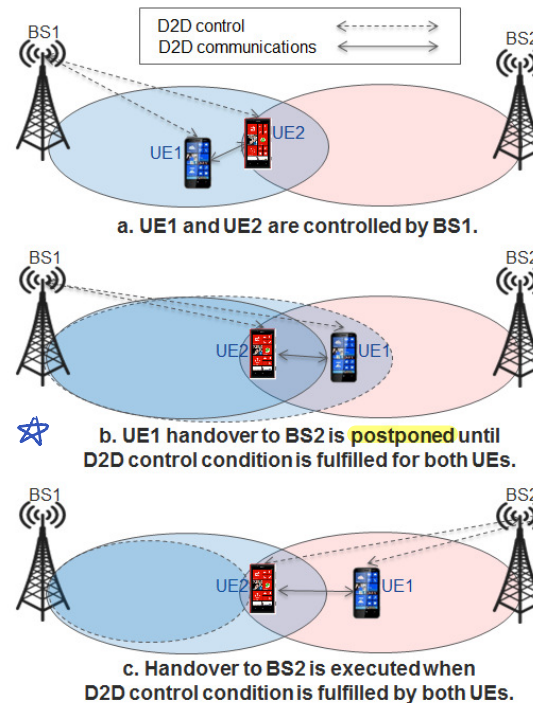 D2D control
D2D communications
BS1
BS2
UE1
UE2
a. UE1 and UE2 are controlled by BS1.
BS1
BS2
UE2
UE1
b. UE1 handover to BS2 is postponed until
D2D control condition is fulfilled for both UEs.
BS1
BS2
UE2
UE1
c. Handover to BS2 is executed when
D2D control condition is fulfilled by both UEs.